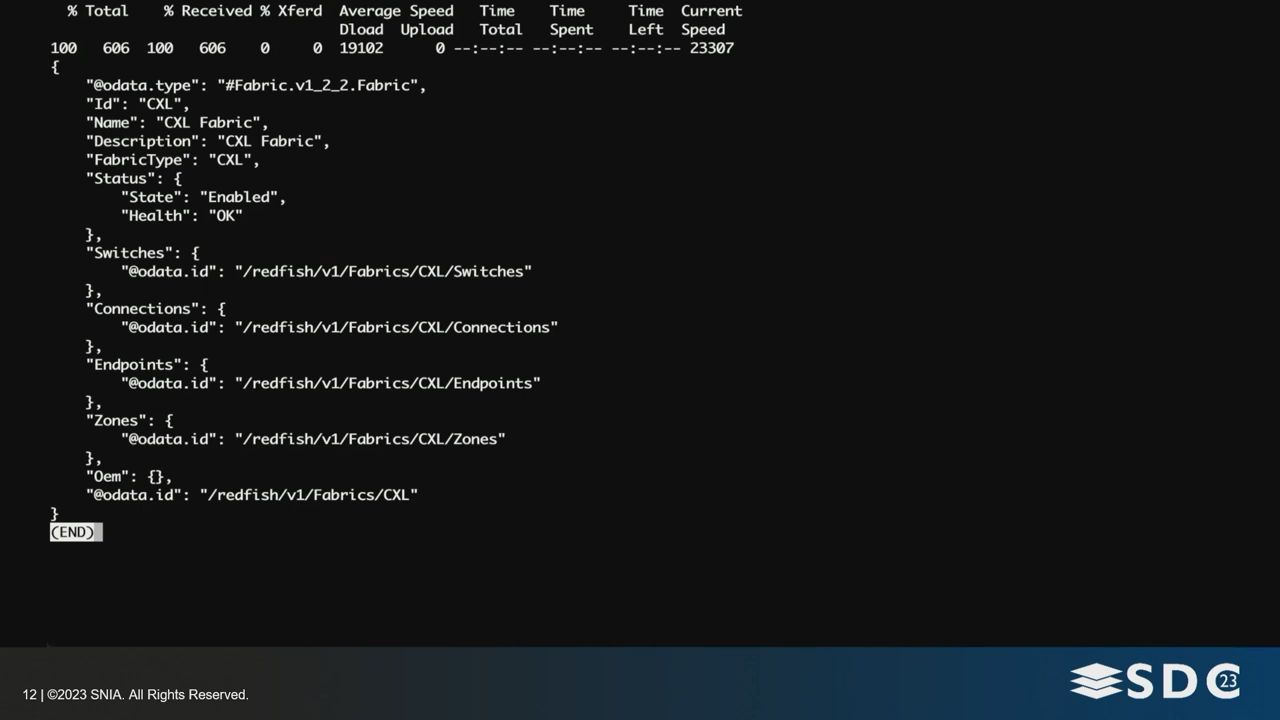 % Total    % Received % Xferd  Average Speed   Time    Time     Time  Current
                               Dload  Upload   Total   Spent    Left  Speed
100   606  100   606    0     0  19102      0 --:--:-- --:--:-- --:--:-- 23307
{
    "@odata.type": "#Fabric.v1_2_2.Fabric",
    "Id": "CXL",
    "Name": "CXL Fabric",
    "Description": "CXL Fabric",
    "FabricType": "CXL",
    "Status": {
        "State": "Enabled",
        "Health": "OK"
    },
    "Switches": {
        "@odata.id": "/redfish/v1/Fabrics/CXL/Switches"
    },
    "Connections": {
        "@odata.id": "/redfish/v1/Fabrics/CXL/Connections"
    },
    "Endpoints": {
        "@odata.id": "/redfish/v1/Fabrics/CXL/Endpoints"
    },
    "Zones": {
        "@odata.id": "/redfish/v1/Fabrics/CXL/Zones"
    },
    "Oem": {},
    "@odata.id": "/redfish/v1/Fabrics/CXL"
}
(END)
12 | ©2023 SNIA. All Rights Reserved.
SDC 23